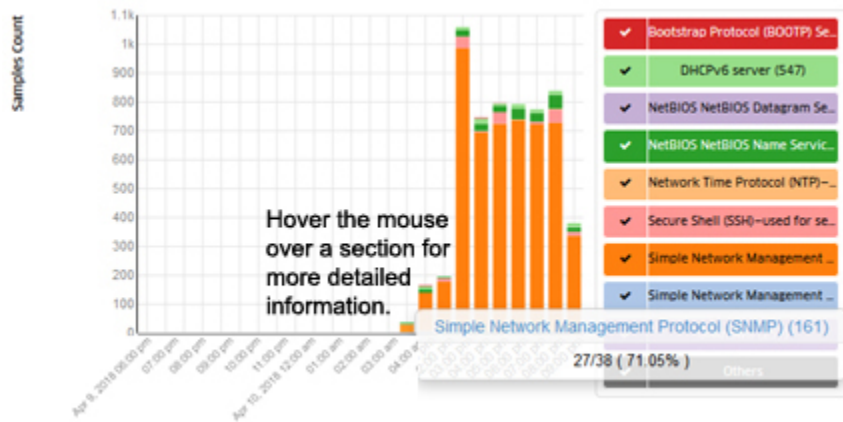 Samples Count
1.1k
1k
900
800
700
600
500
400
300
200
100
0
Apr 9, 2018 06:00 pm
07:00 pm
08:00 pm
09:00 pm
10:00 pm
11:00 pm
Apr 10, 2018 12:00 am
01:00 am
02:00 am
03:00 am
04:00 am
Hover the mouse
over a section for
more detailed
information.
Bootstrap Protocol (BOOTP) Se...
DHCPv6 server (547)
NetBIOS NetBIOS Datagram Se...
NetBIOS NetBIOS Name Servic...
Network Time Protocol (NTP)—...
Secure Shell (SSH)—used for se...
Simple Network Management ...
Simple Network Management ...
Simple Network Management Protocol (SNMP) (161)
27/38 ( 71.05% )
Others